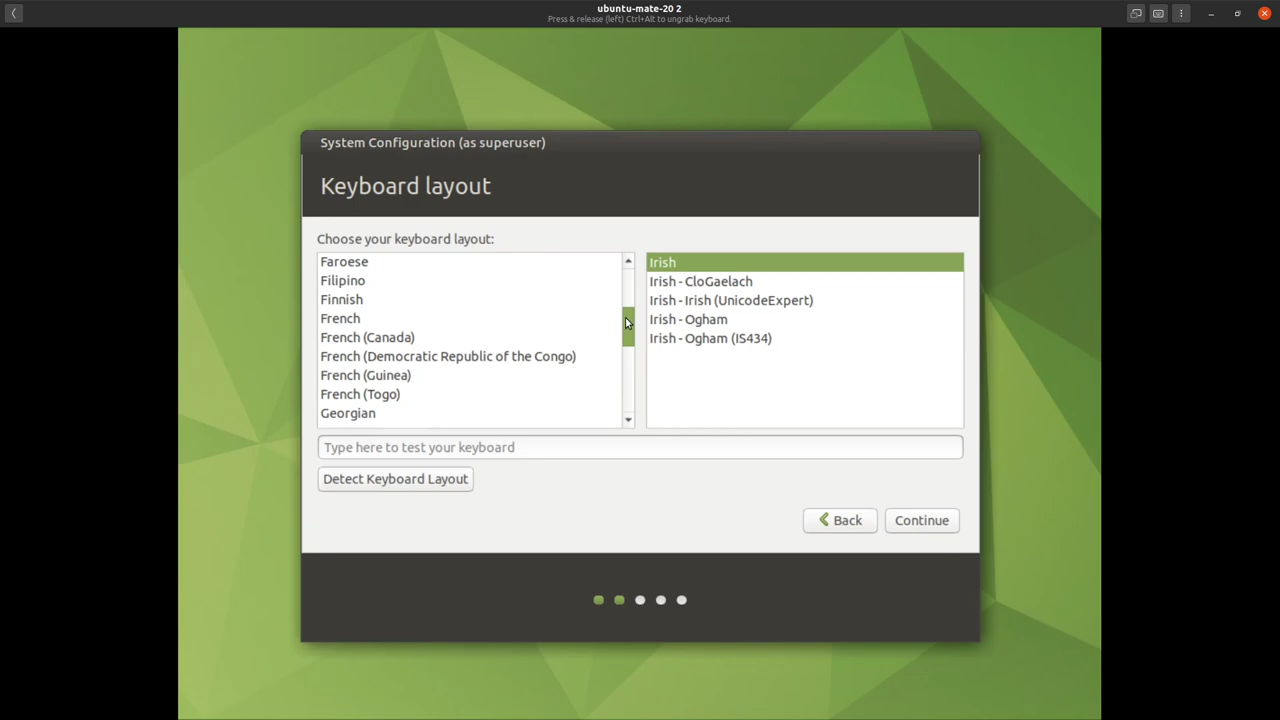 ubuntu-mate-20 2
Press & release (left) Ctrl+Alt to ungrab keyboard.
System Configuration (as superuser)
Keyboard layout
Choose your keyboard layout:
Faroese
Filipino
Finnish
French
French (Canada)
French (Democratic Republic of the Congo)
French (Guinea)
French (Togo)
Georgian
Irish
Irish - CloGaelach
Irish - Irish (UnicodeExpert)
Irish - Ogham
Irish - Ogham (IS434)
Type here to test your keyboard
Detect Keyboard Layout
Back
Continue